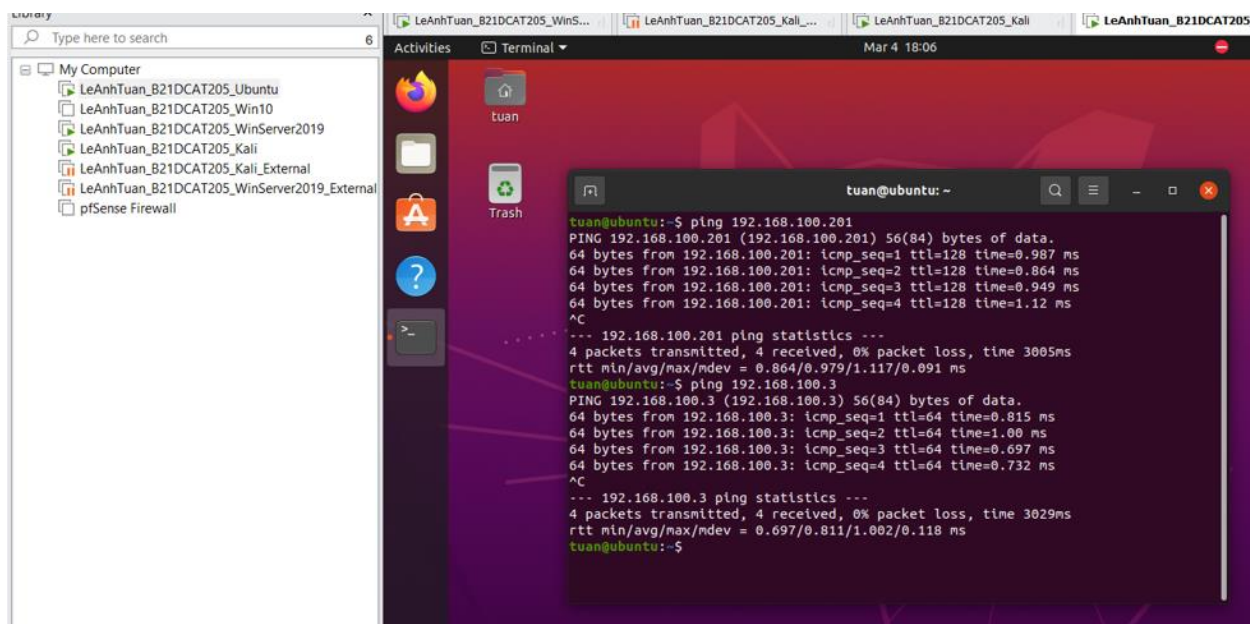 Library
LeAnhTuan_B21DCAT205_WinS...
LeAnhTuan_B21DCAT205_Kali_...
LeAnhTuan_B21DCAT205_Kali
LeAnhTuan_B21DCAT205
Type here to search
6
My Computer
LeAnhTuan_B21DCAT205_Ubuntu
LeAnhTuan_B21DCAT205_Win10
LeAnhTuan_B21DCAT205_WinServer2019
LeAnhTuan_B21DCAT205_Kali
LeAnhTuan_B21DCAT205_Kali_External
LeAnhTuan_B21DCAT205_WinServer2019_External
pfSense Firewall
Activities
Terminal
Mar 4 18:06
tuan
Trash
tuan@ubuntu: ~
tuan@ubuntu:~$ ping 192.168.100.201
PING 192.168.100.201 (192.168.100.201) 56(84) bytes of data.
64 bytes from 192.168.100.201: icmp_seq=1 ttl=128 time=0.987 ms
64 bytes from 192.168.100.201: icmp_seq=2 ttl=128 time=0.864 ms
64 bytes from 192.168.100.201: icmp_seq=3 ttl=128 time=0.949 ms
64 bytes from 192.168.100.201: icmp_seq=4 ttl=128 time=1.12 ms
^C
--- 192.168.100.201 ping statistics ---
4 packets transmitted, 4 received, 0% packet loss, time 3005ms
rtt min/avg/max/mdev = 0.864/0.979/1.117/0.091 ms
tuan@ubuntu:~$ ping 192.168.100.3
PING 192.168.100.3 (192.168.100.3) 56(84) bytes of data.
64 bytes from 192.168.100.3: icmp_seq=1 ttl=64 time=0.815 ms
64 bytes from 192.168.100.3: icmp_seq=2 ttl=64 time=1.00 ms
64 bytes from 192.168.100.3: icmp_seq=3 ttl=64 time=0.697 ms
64 bytes from 192.168.100.3: icmp_seq=4 ttl=64 time=0.732 ms
^C
--- 192.168.100.3 ping statistics ---
4 packets transmitted, 4 received, 0% packet loss, time 3029ms
rtt min/avg/max/mdev = 0.697/0.811/1.002/0.118 ms
tuan@ubuntu:~$